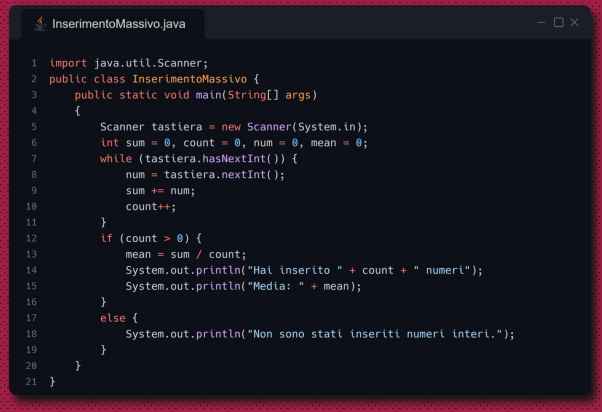 InserimentoMassivo.java
1 import java.util.Scanner;
2 public class InserimentoMassivo {
3     public static void main(String[] args)
4     {
5         Scanner tastiera = new Scanner(System.in);
6         int sum = 0, count = 0, num = 0, mean = 0;
7         while (tastiera.hasNextInt()) {
8             num = tastiera.nextInt();
9             sum += num;
10             count++;
11         }
12         if (count > 0) {
13             mean = sum / count;
14             System.out.println("Hai inserito " + count + " numeri");
15             System.out.println("Media: " + mean);
16         }
17         else {
18             System.out.println("Non sono stati inseriti numeri interi.");
19         }
20     }
21 }